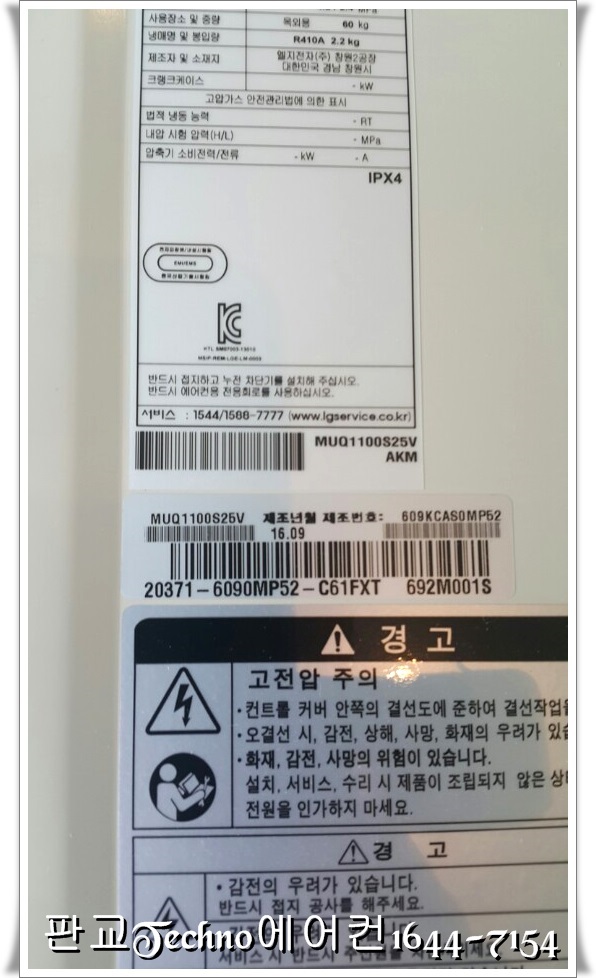 사용장소 및 중량 옥외용 60 kg
냉매명 및 봉입량 R410A 2.2 kg
제조자 및 소재지 엘지전자(주) 창원2공장
대한민국 경남 창원시
크랭크케이스 - kW
고압가스 안전관리법에 의한 표시
법적 냉동 능력 - RT
내압 시험 압력(H/L) - MPa
압축기 소비전력/전류 - kW - A
IPX4
EMUEMS
반드시 접지하고 누전 차단기를 설치해 주십시오.
반드시 에어컨용 전용회로를 사용하십시오.
서비스 : 1544/1588-7777 (www.lgservice.co.kr)
MUQ1100S25V
AKM
MUQ1100S25V 제조년월 제조번호: 609KCAS0MP52
16.09
20371-6090MP52-C61FXT 692M001S
경 고
고전압 주의
·컨트롤 커버 안쪽의 결선도에 준하여 결선작업을
·오결선 시, 감전, 상해, 사망, 화재의 우려가 있습
·화재, 감전, 사망의 위험이 있습니다.
설치, 서비스, 수리 시 제품이 조립되지 않은 상태
전원을 인가하지 마세요.
경 고
·감전의 우려가 있습니다.
반드시 접지 공사를 해주세요.
판교Techno에어컨1644-7154